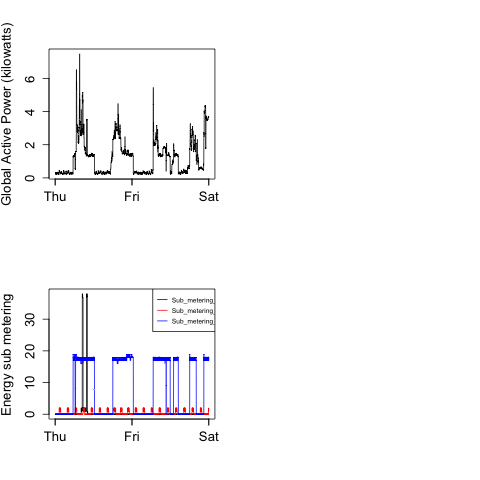 Global Active Power (kilowatts)
6
4
2
0
Thu Fri Sat
Energy sub metering
30
20
10
0
Sub_metering_
Sub_metering_
Sub_metering_
Thu Fri Sat